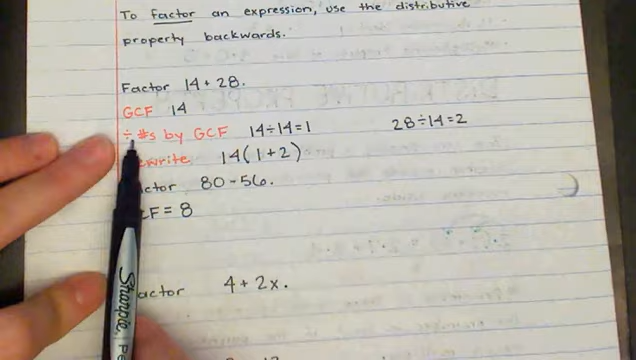 To factor an expression, use the distributive
property backwards.
Factor 14 + 28.
GCF 14
÷ #s by GCF 14÷14=1 28÷14=2
14(1+2)
80-56.
= 8
4 + 2x.
Sharpie